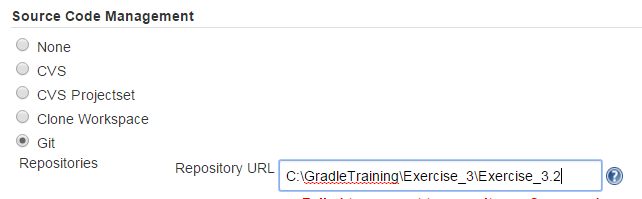 Source Code Management
None
CVS
CVS Projectset
Clone Workspace
Git
Repositories
Repository URL C:\GradleTraining\Exercise_3\Exercise_3.2